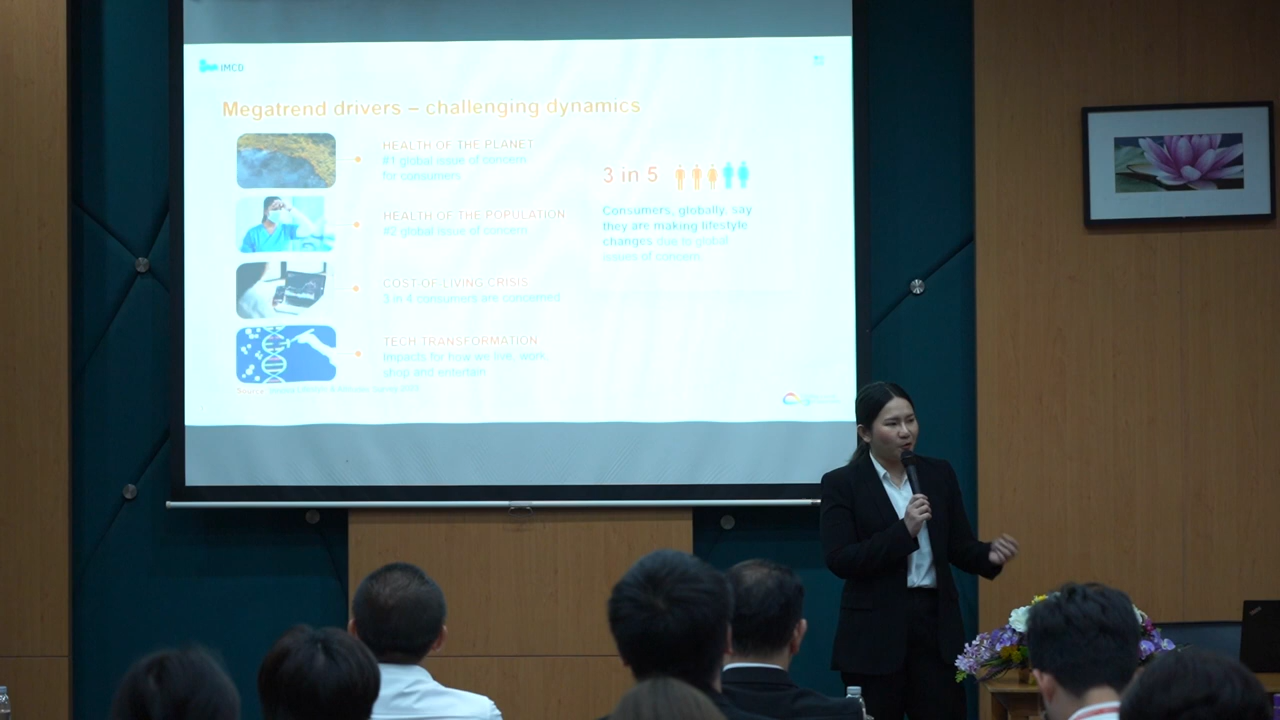 IMCD
Megatrend drivers – challenging dynamics
HEALTH OF THE PLANET
#1 global issue of concern
for consumers
HEALTH OF THE POPULATION
#2 global issue of concern
COST OF LIVING CRISIS
3 in 4 consumers are concerned
TECH TRANSFORMATION
Impacts for how we live, work,
shop and entertain
Source:
3 in 5
Consumers, globally, say
they are making lifestyle
changes due to global
issues of concern